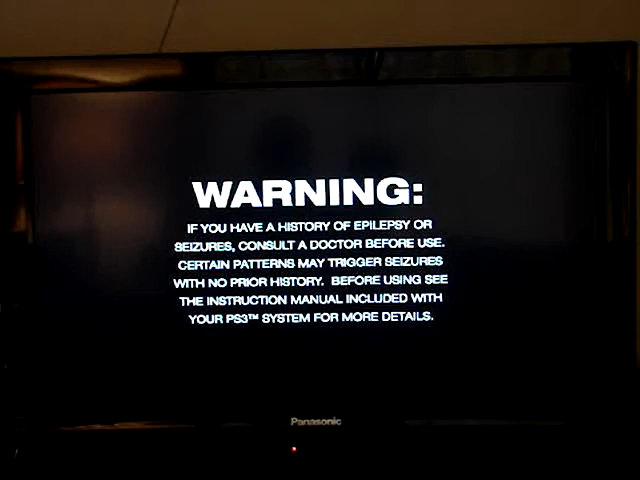 WARNING:
IF YOU HAVE A HISTORY OF EPILEPSY OR
SEIZURES, CONSULT A DOCTOR BEFORE USE.
CERTAIN PATTERNS MAY TRIGGER SEIZURES
WITH NO PRIOR HISTORY. BEFORE USING SEE
THE INSTRUCTION MANUAL INCLUDED WITH
YOUR PS3™ SYSTEM FOR MORE DETAILS.
Panasonic